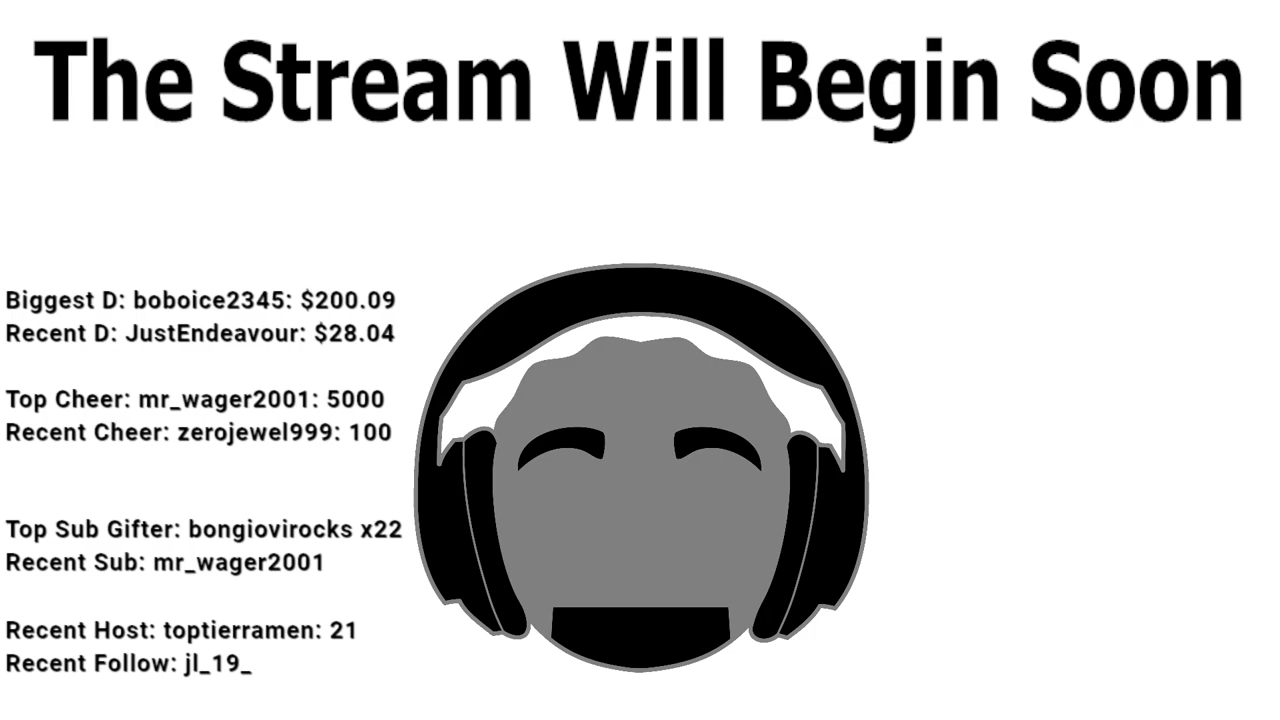 The Stream Will Begin Soon
Biggest D: boboice2345: $200.09
Recent D: JustEndeavour: $28.04
Top Cheer: mr_wager2001: 5000
Recent Cheer: zerojewel999: 100
Top Sub Gifter: bongiovirocks x22
Recent Sub: mr_wager2001
Recent Host: toptierramen: 21
Recent Follow: jl_19_